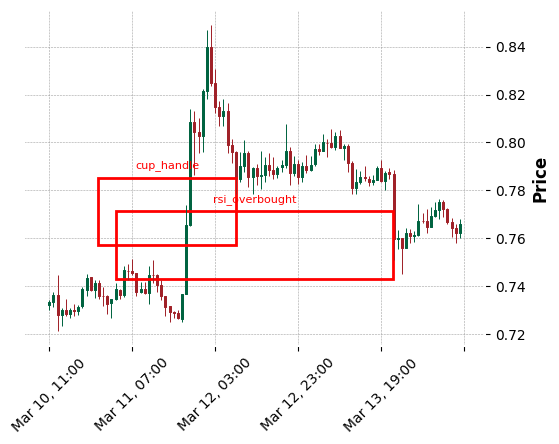 0.84
0.82
0.80
cup_handle
0.78
rsi_overbought
0.76
0.74
0.72
Price
Mar 10, 11:00
Mar 11, 07:00
Mar 12, 03:00
Mar 12, 23:00
Mar 13, 19:00